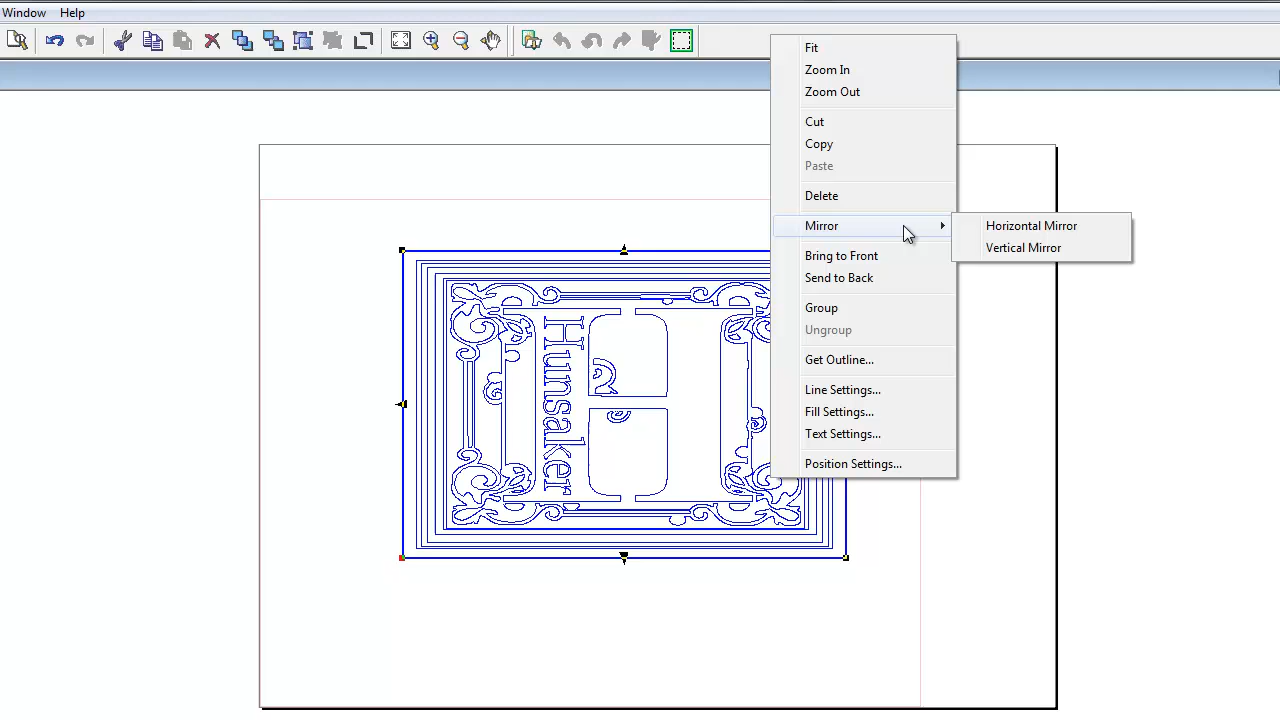 Window Help
Fit
Zoom In
Zoom Out
Cut
Copy
Paste
Delete
Mirror
Horizontal Mirror
Vertical Mirror
Bring to Front
Send to Back
Group
Ungroup
Get Outline...
Line Settings...
Fill Settings...
Text Settings...
Position Settings...
Hunsaker
H